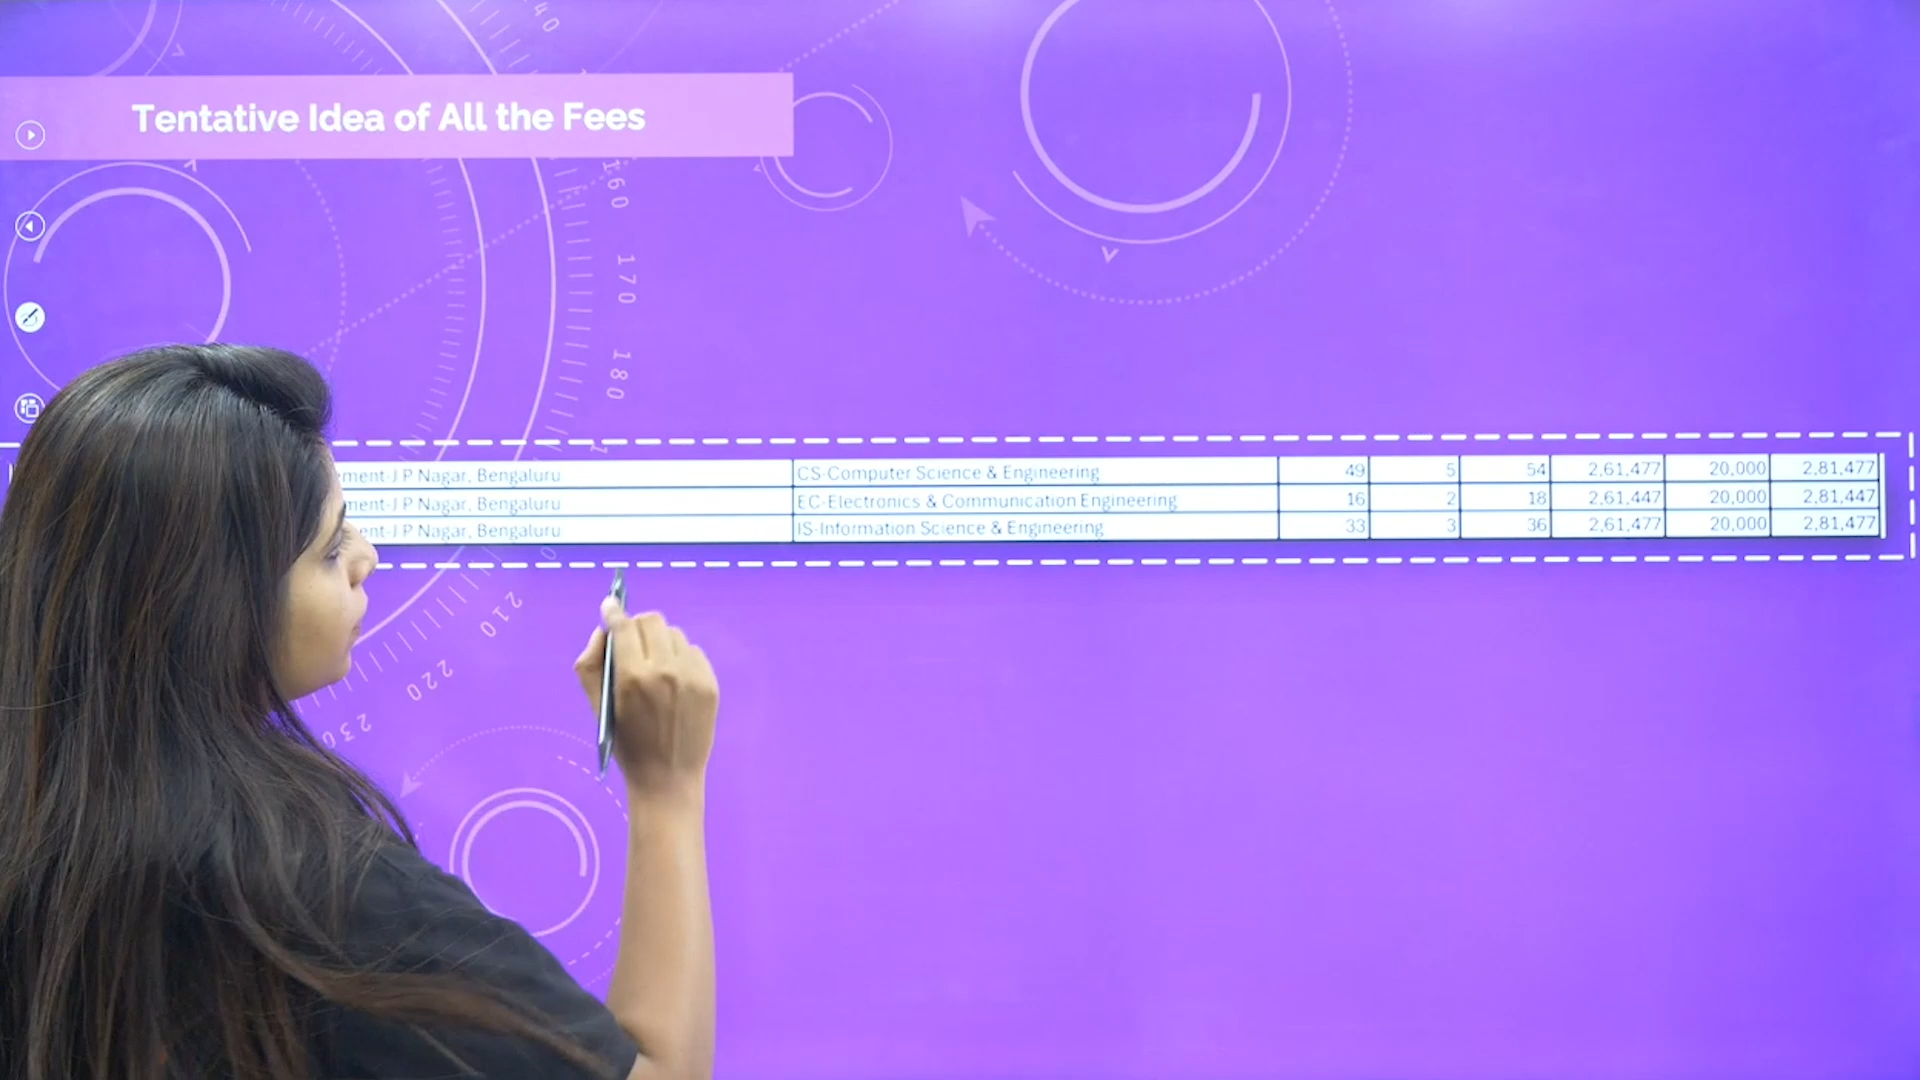 40
Tentative Idea of All the Fees
160
170
180
ment-J P Nagar, Bengaluru CS-Computer Science & Engineering 49 5 54 2,61,477 20,000 2,81,477
ment-J P Nagar, Bengaluru EC-Electronics & Communication Engineering 16 2 18 2,61,447 20,000 2,81,447
ent-J P Nagar, Bengaluru IS-Information Science & Engineering 33 3 36 2,61,477 20,000 2,81,477
210
220
230